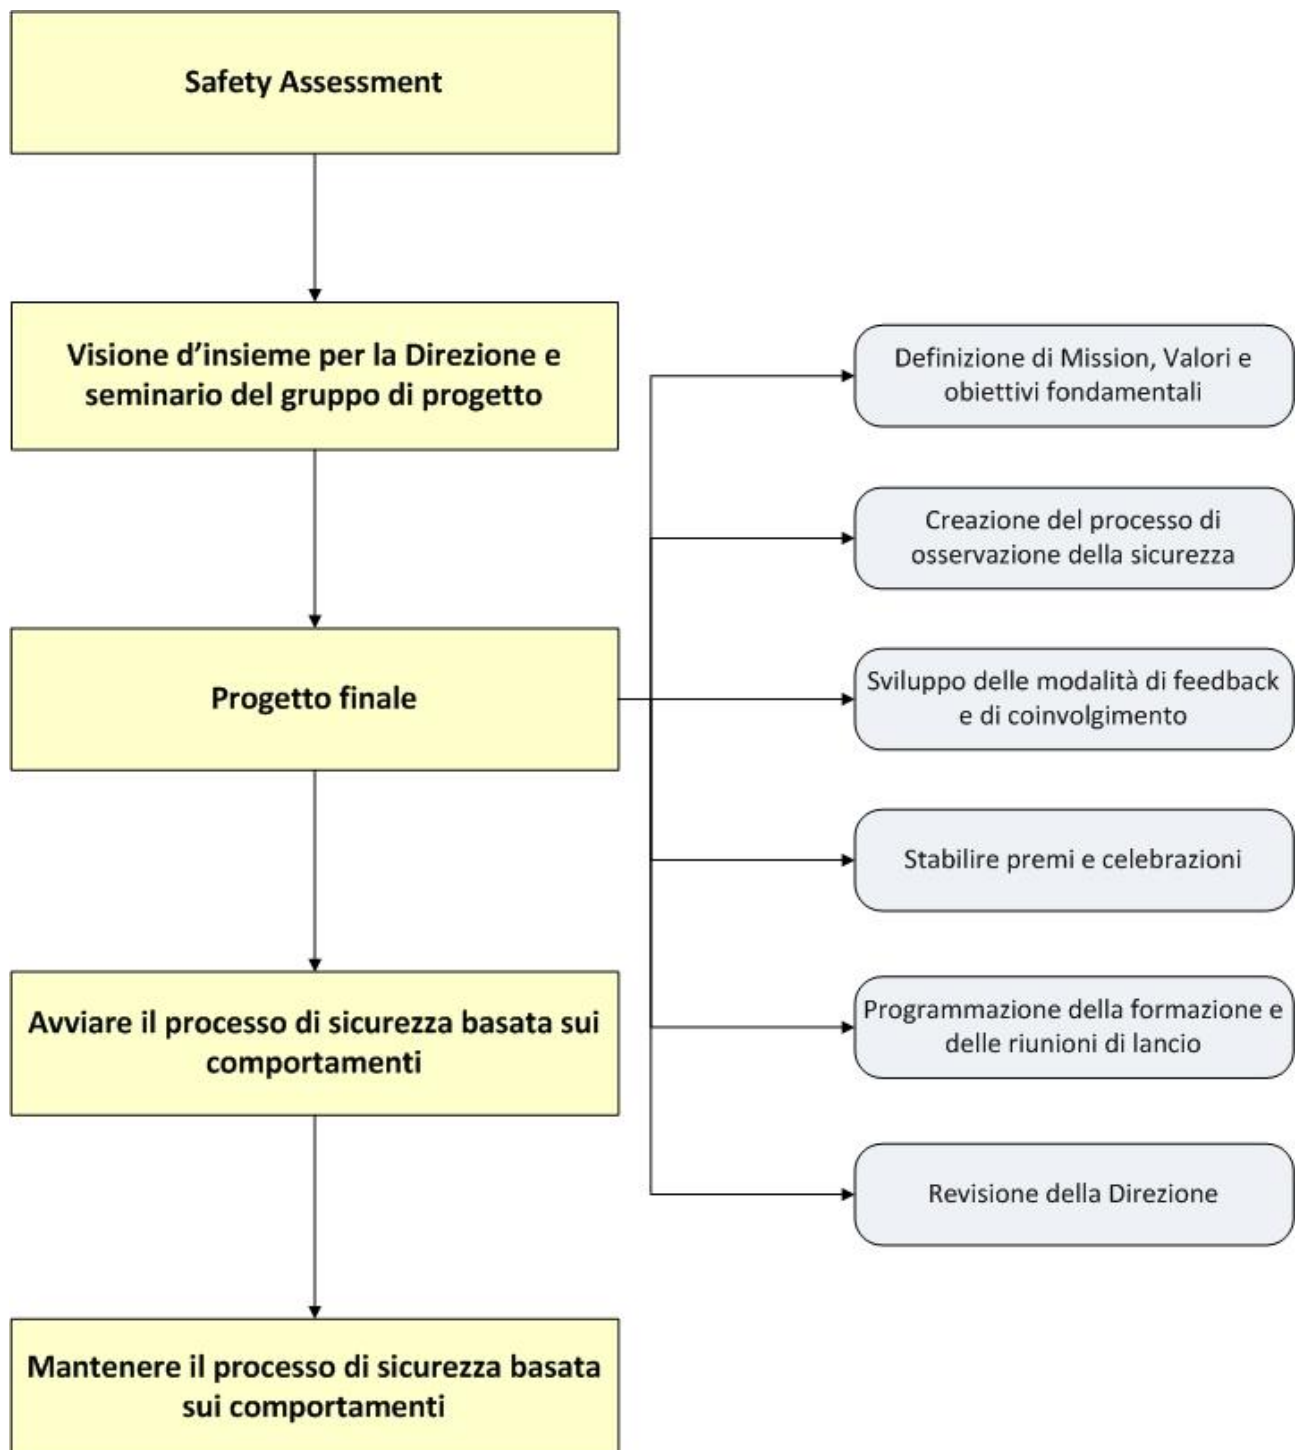 Safety Assessment
Visione d’insieme per la Direzione e
seminario del gruppo di progetto
Progetto finale
Avviare il processo di sicurezza basata sui
comportamenti
Mantenere il processo di sicurezza basata
sui comportamenti
Definizione di Mission, Valori e
obiettivi fondamentali
Creazione del processo di
osservazione della sicurezza
Sviluppo delle modalità di feedback
e di coinvolgimento
Stabilire premi e celebrazioni
Programmazione della formazione e
delle riunioni di lancio
Revisione della Direzione